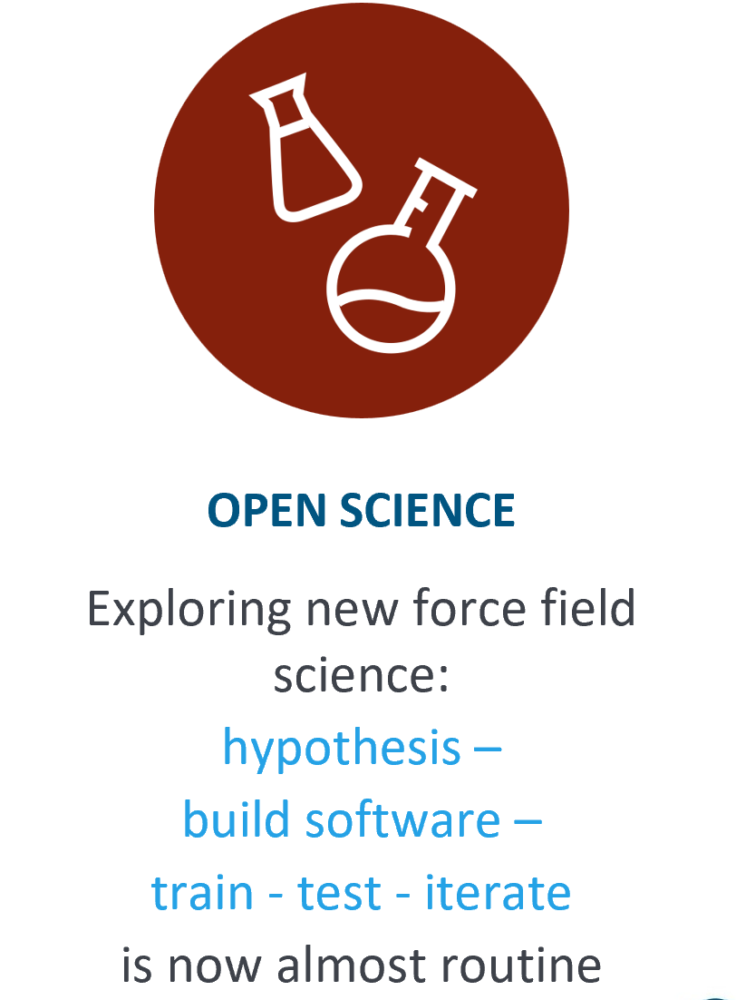 OPEN SCIENCE
Exploring new force field
science:
hypothesis –
build software –
train - test - iterate
is now almost routine